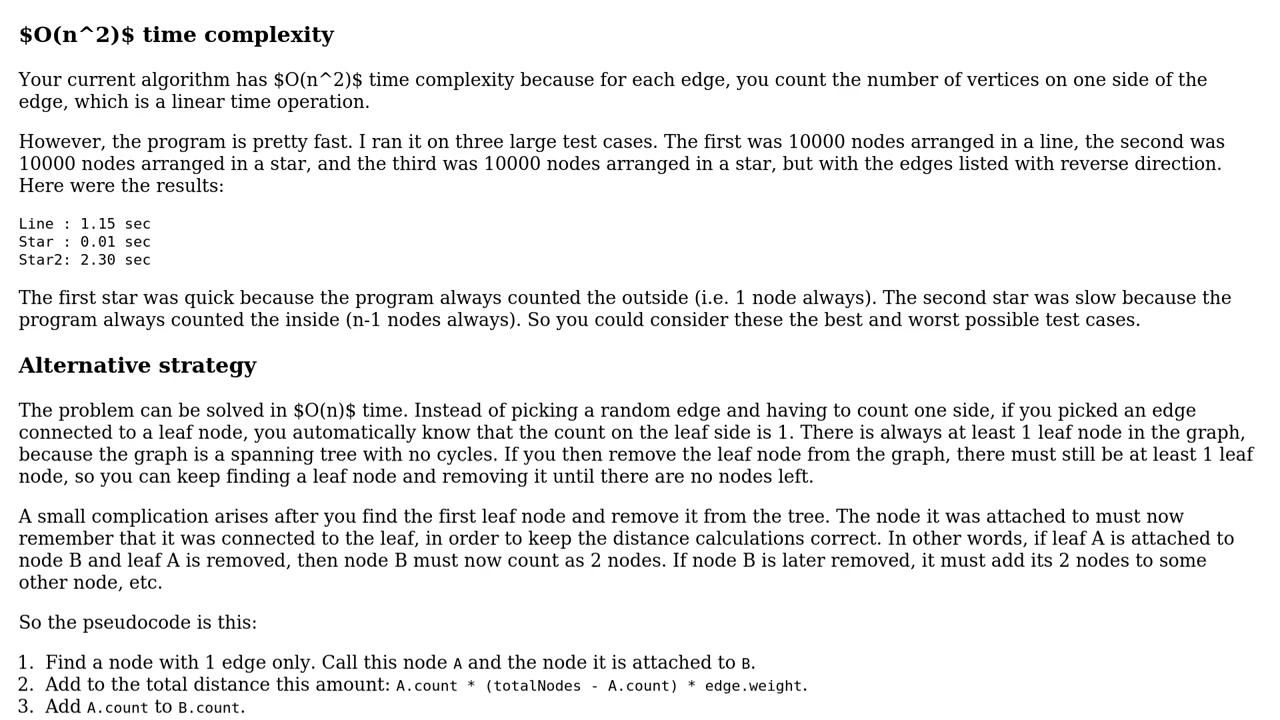 $O(n^2)$ time complexity
Your current algorithm has $O(n^2)$ time complexity because for each edge, you count the number of vertices on one side of the
edge, which is a linear time operation.
However, the program is pretty fast. I ran it on three large test cases. The first was 10000 nodes arranged in a line, the second was
10000 nodes arranged in a star, and the third was 10000 nodes arranged in a star, but with the edges listed with reverse direction.
Here were the results:
Line : 1.15 sec
Star : 0.01 sec
Star2: 2.30 sec
The first star was quick because the program always counted the outside (i.e. 1 node always). The second star was slow because the
program always counted the inside (n-1 nodes always). So you could consider these the best and worst possible test cases.
Alternative strategy
The problem can be solved in $O(n)$ time. Instead of picking a random edge and having to count one side, if you picked an edge
connected to a leaf node, you automatically know that the count on the leaf side is 1. There is always at least 1 leaf node in the graph,
because the graph is a spanning tree with no cycles. If you then remove the leaf node from the graph, there must still be at least 1 leaf
node, so you can keep finding a leaf node and removing it until there are no nodes left.
A small complication arises after you find the first leaf node and remove it from the tree. The node it was attached to must now
remember that it was connected to the leaf, in order to keep the distance calculations correct. In other words, if leaf A is attached to
node B and leaf A is removed, then node B must now count as 2 nodes. If node B is later removed, it must add its 2 nodes to some
other node, etc.
So the pseudocode is this:
1. Find a node with 1 edge only. Call this node A and the node it is attached to B.
2. Add to the total distance this amount: A.count * (totalNodes - A.count) * edge.weight.
3. Add A.count to B.count.